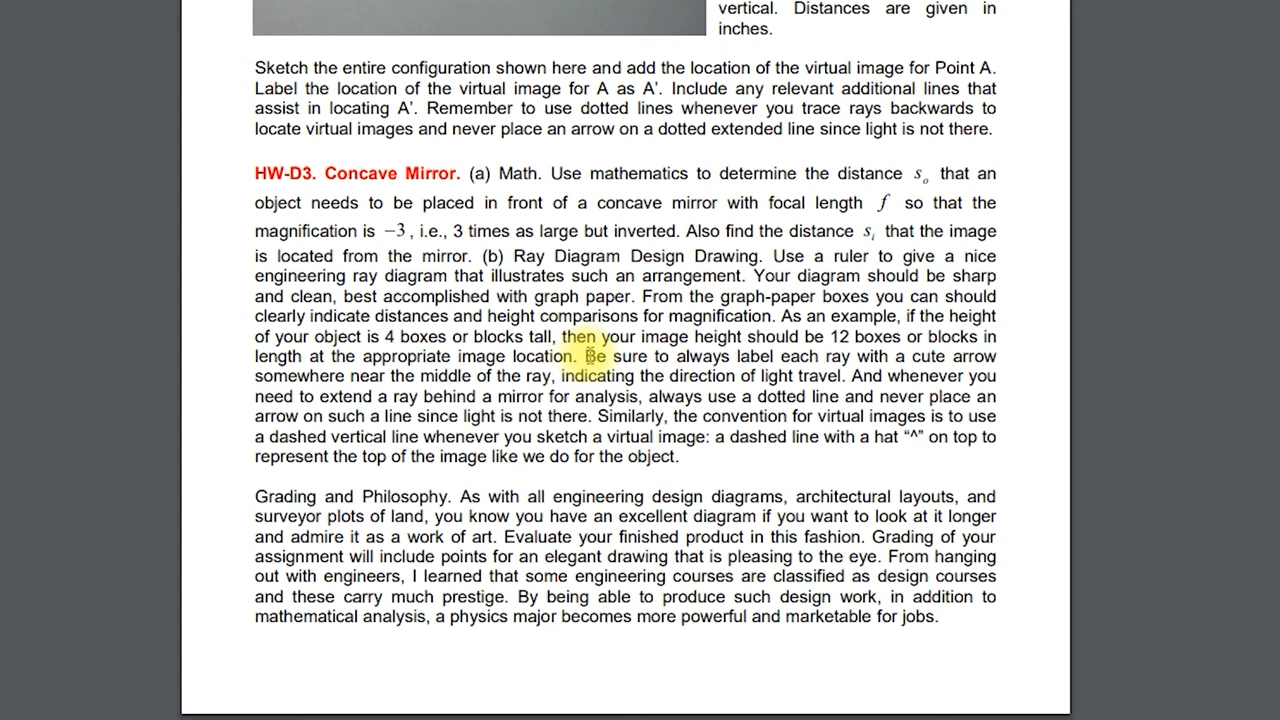 vertical. Distances are given in
inches.
Sketch the entire configuration shown here and add the location of the virtual image for Point A.
Label the location of the virtual image for A as A'. Include any relevant additional lines that
assist in locating A'. Remember to use dotted lines whenever you trace rays backwards to
locate virtual images and never place an arrow on a dotted extended line since light is not there.
HW-D3. Concave Mirror. (a) Math. Use mathematics to determine the distance sₒ that an
object needs to be placed in front of a concave mirror with focal length f so that the
magnification is −3, i.e., 3 times as large but inverted. Also find the distance sᵢ that the image
is located from the mirror. (b) Ray Diagram Design Drawing. Use a ruler to give a nice
engineering ray diagram that illustrates such an arrangement. Your diagram should be sharp
and clean, best accomplished with graph paper. From the graph-paper boxes you can should
clearly indicate distances and height comparisons for magnification. As an example, if the height
of your object is 4 boxes or blocks tall, then your image height should be 12 boxes or blocks in
length at the appropriate image location. Be sure to always label each ray with a cute arrow
somewhere near the middle of the ray, indicating the direction of light travel. And whenever you
need to extend a ray behind a mirror for analysis, always use a dotted line and never place an
arrow on such a line since light is not there. Similarly, the convention for virtual images is to use
a dashed vertical line whenever you sketch a virtual image: a dashed line with a hat “^” on top to
represent the top of the image like we do for the object.
Grading and Philosophy. As with all engineering design diagrams, architectural layouts, and
surveyor plots of land, you know you have an excellent diagram if you want to look at it longer
and admire it as a work of art. Evaluate your finished product in this fashion. Grading of your
assignment will include points for an elegant drawing that is pleasing to the eye. From hanging
out with engineers, I learned that some engineering courses are classified as design courses
and these carry much prestige. By being able to produce such design work, in addition to
mathematical analysis, a physics major becomes more powerful and marketable for jobs.